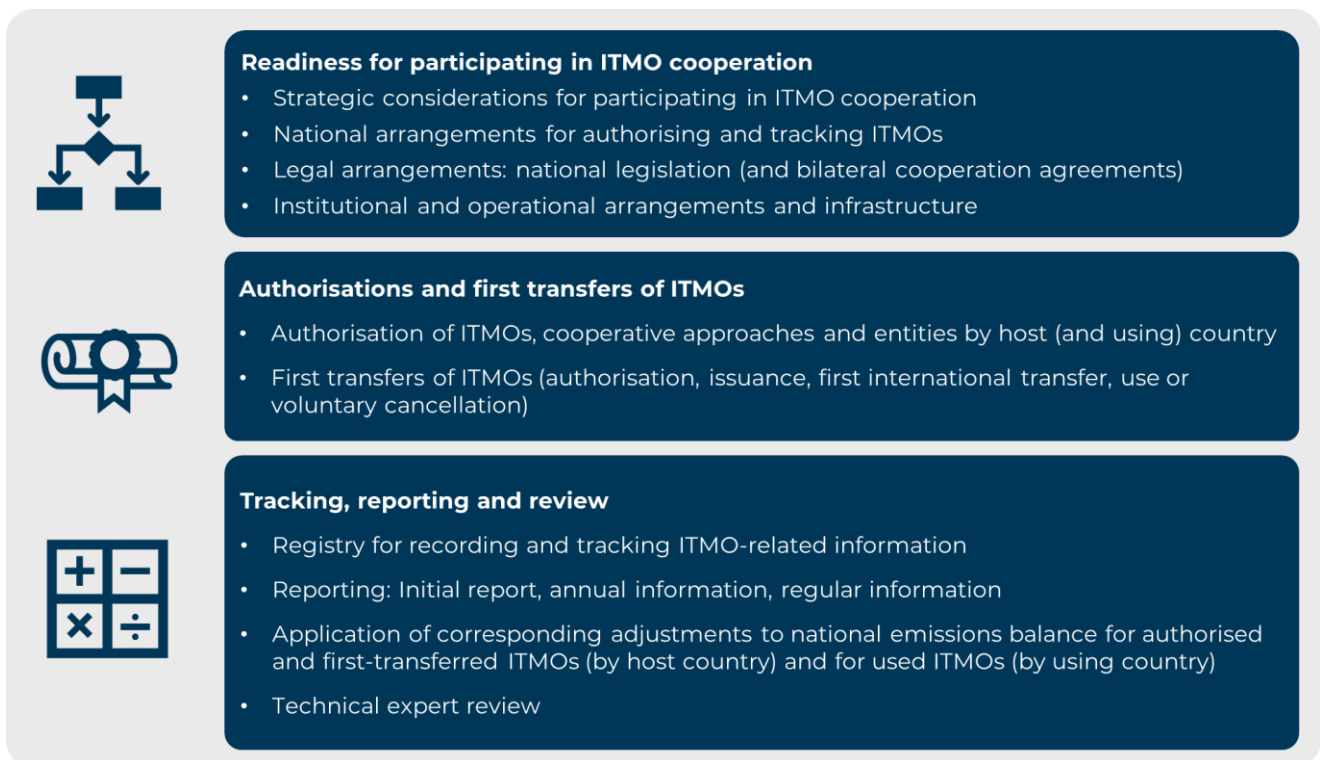 Readiness for participating in ITMO cooperation
• Strategic considerations for participating in ITMO cooperation
• National arrangements for authorising and tracking ITMOs
• Legal arrangements: national legislation (and bilateral cooperation agreements)
• Institutional and operational arrangements and infrastructure
Authorisations and first transfers of ITMOs
• Authorisation of ITMOs, cooperative approaches and entities by host (and using) country
• First transfers of ITMOs (authorisation, issuance, first international transfer, use or
voluntary cancellation)
Tracking, reporting and review
• Registry for recording and tracking ITMO-related information
• Reporting: Initial report, annual information, regular information
• Application of corresponding adjustments to national emissions balance for authorised
and first-transferred ITMOs (by host country) and for used ITMOs (by using country)
• Technical expert review